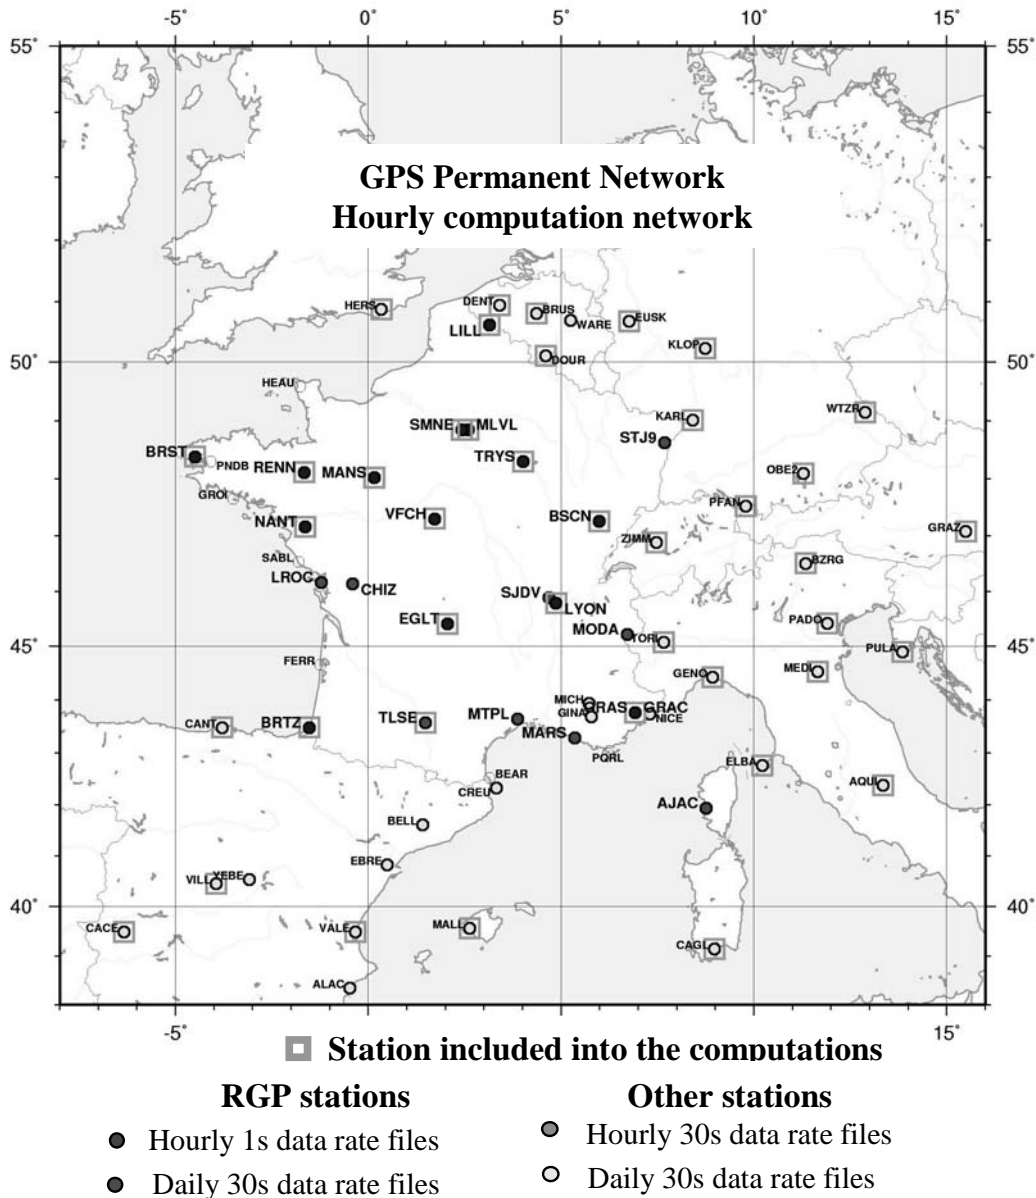 -5˚ 0˚ 5˚ 10˚ 15˚
55˚ 55˚
GPS Permanent Network
Hourly computation network
HERS
DENT
BRUS
WARE
EUSK
LILL
KLOP
DOUR
50˚ 50˚
HEAU
KARL
WTZR
SMNE MLVL
STJ9
BRST
PNDB
RENN
MANS
TRYS
OBE2
GROI
VFCH
BSCN
PFAN
NANT
ZIMM
GRAZ
SABL
BZRG
LROC
CHIZ
SJDV
LYON
EGLT
MODA
TORI
PADO
45˚ 45˚
PULA
FERR
GENO
MEDI
CANT
BRTZ
TLSE
MTPL
MICH
GINA
GRAS GRAC
NICE
MARS
PQRL
ELBA
BEAR
CREU
AQUI
AJAC
BELL
EBRE
VILL
YEBE
40˚ 40˚
CACE
VALE
MALL
CAGL
ALAC
-5˚ 0˚ 5˚ 10˚ 15˚
Station included into the computations
RGP stations Other stations
Hourly 1s data rate files Hourly 30s data rate files
Daily 30s data rate files Daily 30s data rate files